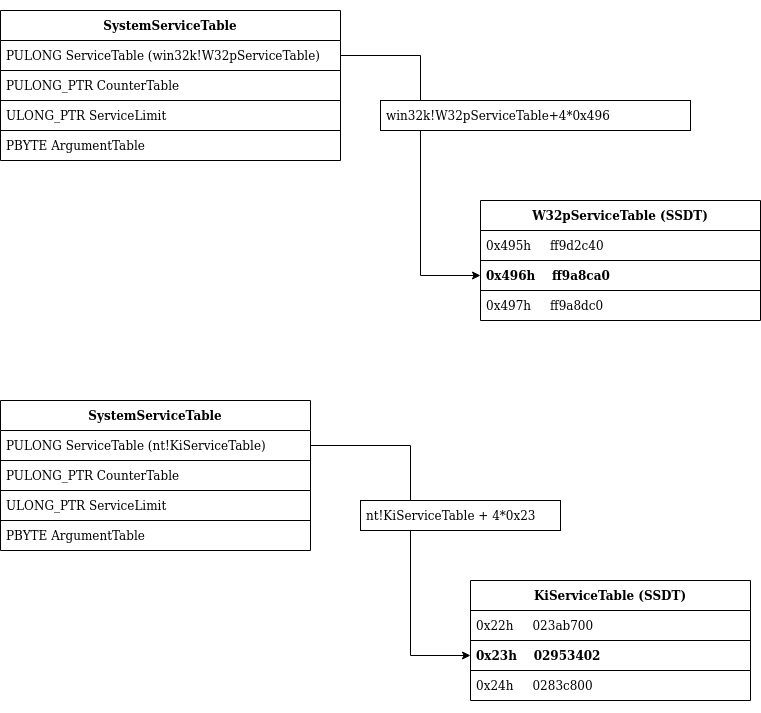 SystemServiceTable
PULONG ServiceTable (win32k!W32pServiceTable)
PULONG_PTR CounterTable
ULONG_PTR ServiceLimit
PBYTE ArgumentTable
win32k!W32pServiceTable+4*0x496
W32pServiceTable (SSDT)
0x495h ff9d2c40
0x496h ff9a8ca0
0x497h ff9a8dc0
SystemServiceTable
PULONG ServiceTable (nt!KiServiceTable)
PULONG_PTR CounterTable
ULONG_PTR ServiceLimit
PBYTE ArgumentTable
nt!KiServiceTable + 4*0x23
KiServiceTable (SSDT)
0x22h 023ab700
0x23h 02953402
0x24h 0283c800